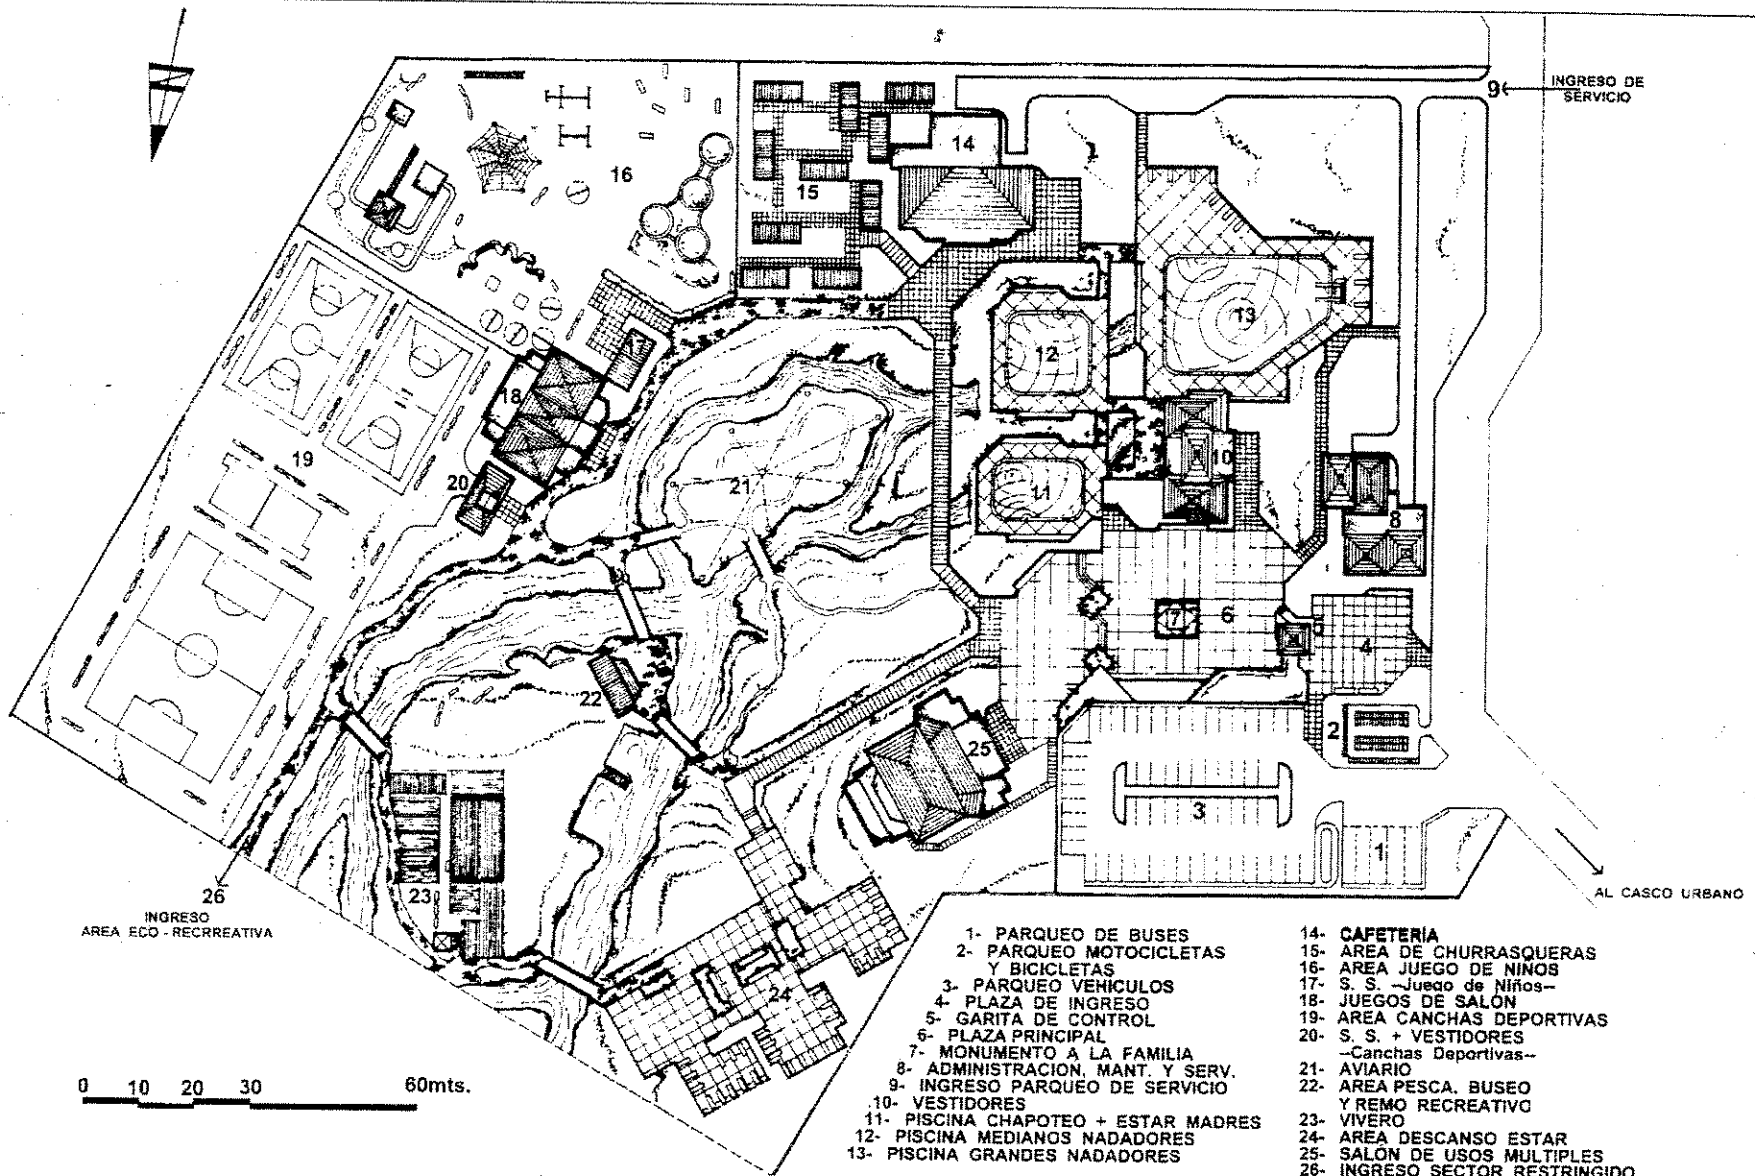 N
INGRESO DE
SERVICIO
9
14
16
15
13
12
18
10
19
21
20
11
8
7
6
5
4
22
25
2
3
1
26
23
24
INGRESO
AREA ECO - RECRREATIVA
AL CASCO URBANO
0 10 20 30 60mts.
1- PARQUEO DE BUSES
2- PARQUEO MOTOCICLETAS
Y BICICLETAS
3- PARQUEO VEHICULOS
4- PLAZA DE INGRESO
5- GARITA DE CONTROL
6- PLAZA PRINCIPAL
7- MONUMENTO A LA FAMILIA
8- ADMINISTRACION, MANT. Y SERV.
9- INGRESO PARQUEO DE SERVICIO
10- VESTIDORES
11- PISCINA CHAPOTEO + ESTAR MADRES
12- PISCINA MEDIANOS NADADORES
13- PISCINA GRANDES NADADORES
14- CAFETERÍA
15- AREA DE CHURRASQUERAS
16- AREA JUEGO DE NIÑOS
17- S. S. -Juego de Niños-
18- JUEGOS DE SALÓN
19- AREA CANCHAS DEPORTIVAS
20- S. S. + VESTIDORES
-Canchas Deportivas-
21- AVIARIO
22- AREA PESCA, BUSEO
Y REMO RECREATIVO
23- VIVERO
24- AREA DESCANSO ESTAR
25- SALÓN DE USOS MULTIPLES
26- INGRESO SECTOR RESTRINGIDO